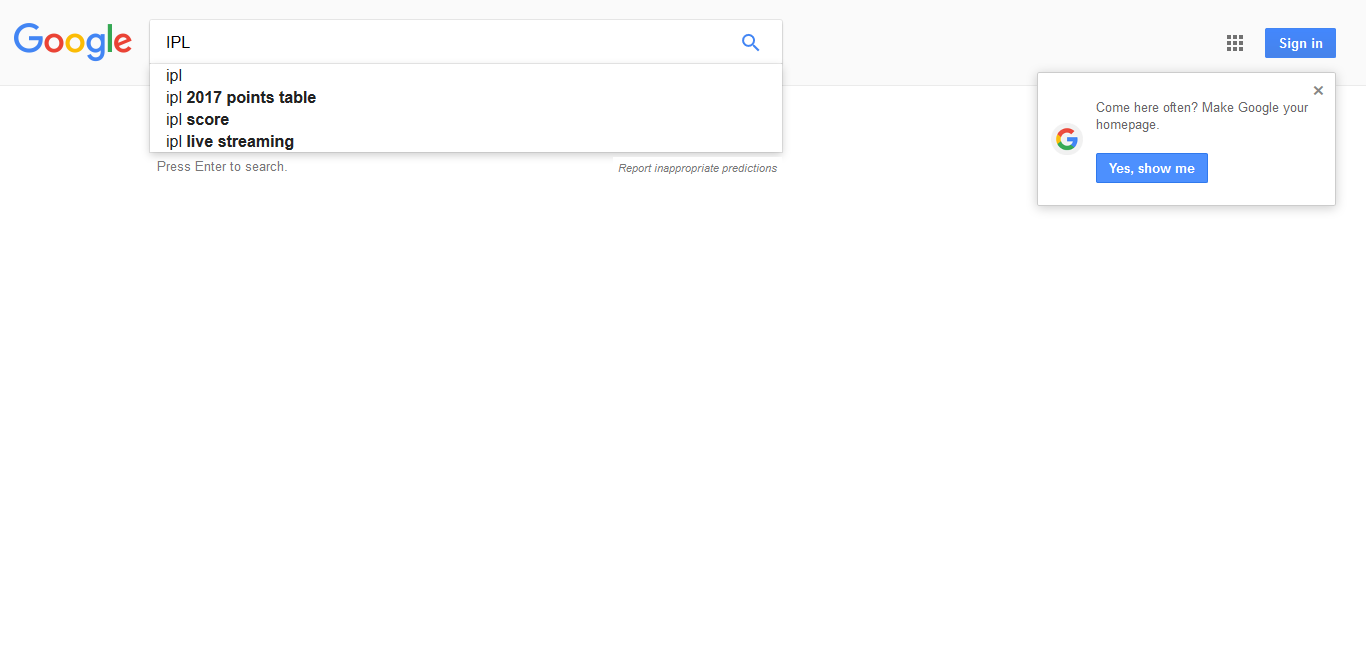 Google
IPL
Sign in
ipl
ipl 2017 points table
ipl score
ipl live streaming
Press Enter to search.
Report inappropriate predictions
Come here often? Make Google your
homepage.
Yes, show me